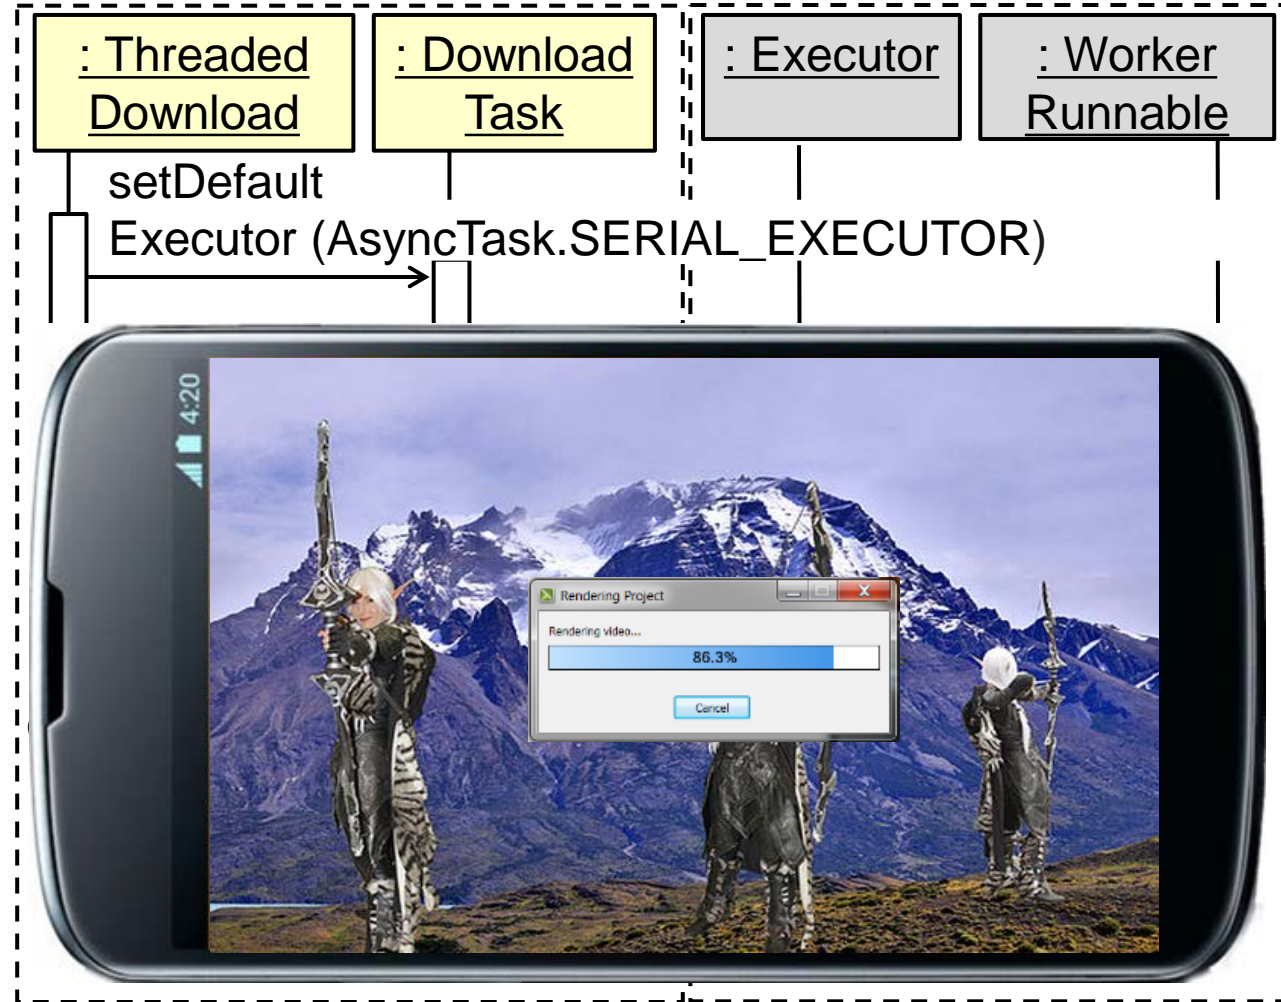 : Threaded
Download
: Download
Task
: Executor
: Worker
Runnable
setDefault
Executor (AsyncTask.SERIAL_EXECUTOR)
4:20
Rendering Project
Rendering video...
86.3%
Cancel